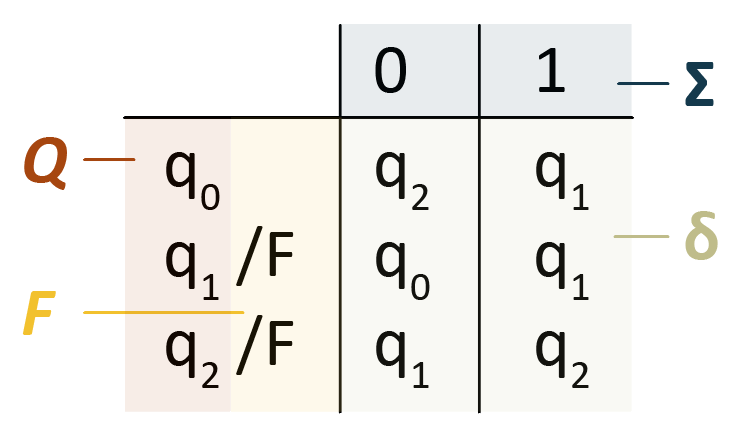 0 1 Σ
Q q₀ q₂ q₁
δ
q₁ /F q₀ q₁
F
q₂ /F q₁ q₂